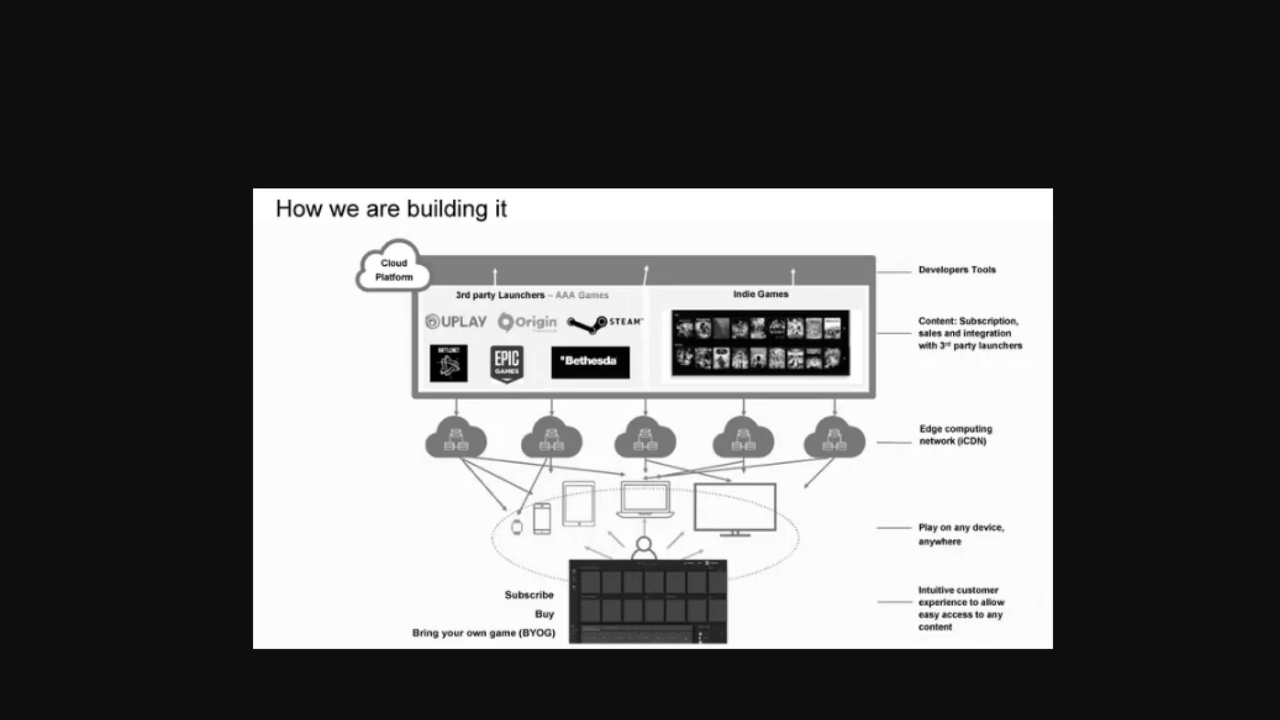 How we are building it
Cloud
Platform
Developers Tools
3rd party Launchers – AAA Games
Indie Games
UPLAY
Origin
STEAM
Content: Subscription,
sales and integration
with 3rd party launchers
BATTLENET
EPIC
GAMES
Bethesda
Edge computing
network (iCDN)
Play on any device,
anywhere
Subscribe
Buy
Bring your own game (BYOG)
Intuitive customer
experience to allow
easy access to any
content